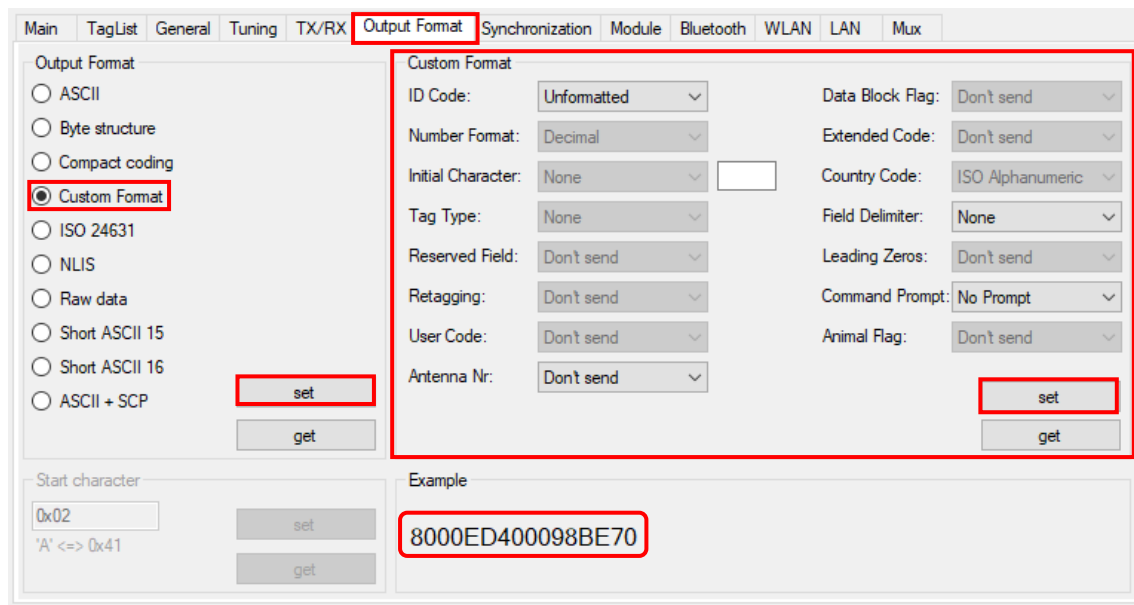 Main TagList General Tuning TX/RX Output Format Synchronization Module Bluetooth WLAN LAN Mux
Output Format
ASCII
Byte structure
Compact coding
Custom Format
ISO 24631
NLIS
Raw data
Short ASCII 15
Short ASCII 16
ASCII + SCP
set
get
Custom Format
ID Code: Unformatted
Number Format: Decimal
Initial Character: None
Tag Type: None
Reserved Field: Don't send
Retagging: Don't send
User Code: Don't send
Antenna Nr: Don't send
Data Block Flag: Don't send
Extended Code: Don't send
Country Code: ISO Alphanumeric
Field Delimiter: None
Leading Zeros: Don't send
Command Prompt: No Prompt
Animal Flag: Don't send
set
get
Start character
0x02
'A' <=> 0x41
set
get
Example
8000ED400098BE70